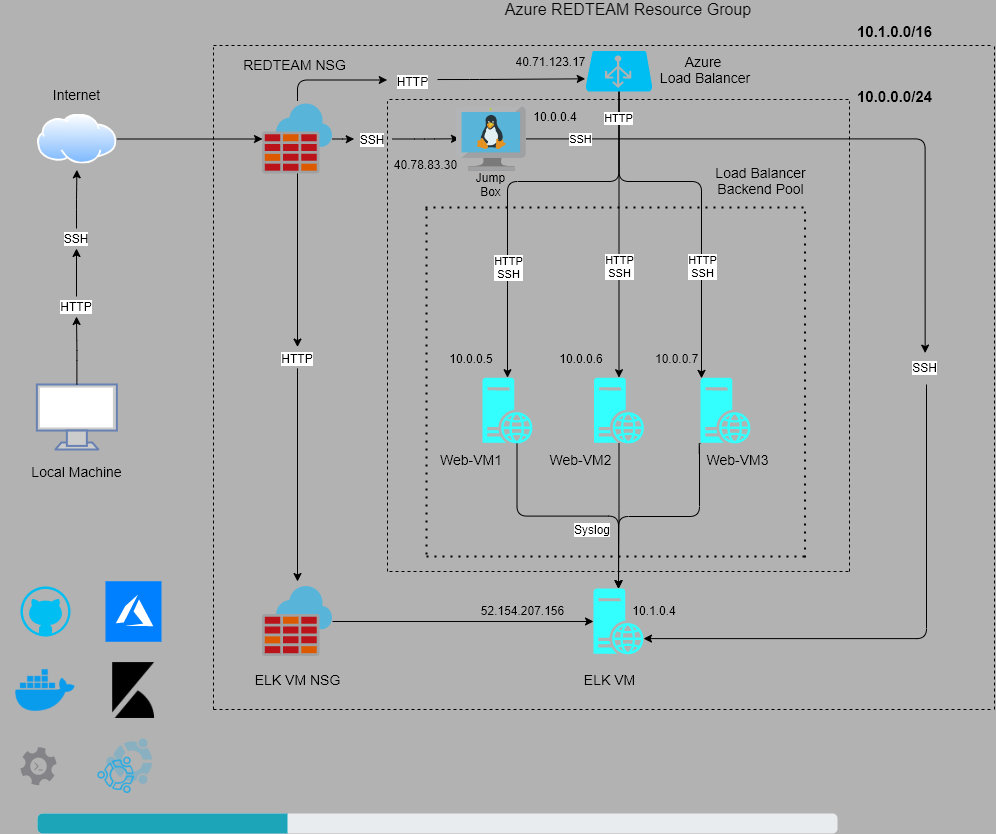 Azure REDTEAM Resource Group
10.1.0.0/16
REDTEAM NSG
40.71.123.17
Azure
Load Balancer
HTTP
Internet
10.0.0.0/24
10.0.0.4
HTTP
SSH
SSH
40.78.83.30
Jump
Box
Load Balancer
Backend Pool
SSH
HTTP
SSH
HTTP
SSH
HTTP
SSH
HTTP
HTTP
10.0.0.5
10.0.0.6
10.0.0.7
SSH
Web-VM1
Web-VM2
Web-VM3
Local Machine
Syslog
52.154.207.156
10.1.0.4
ELK VM NSG
ELK VM